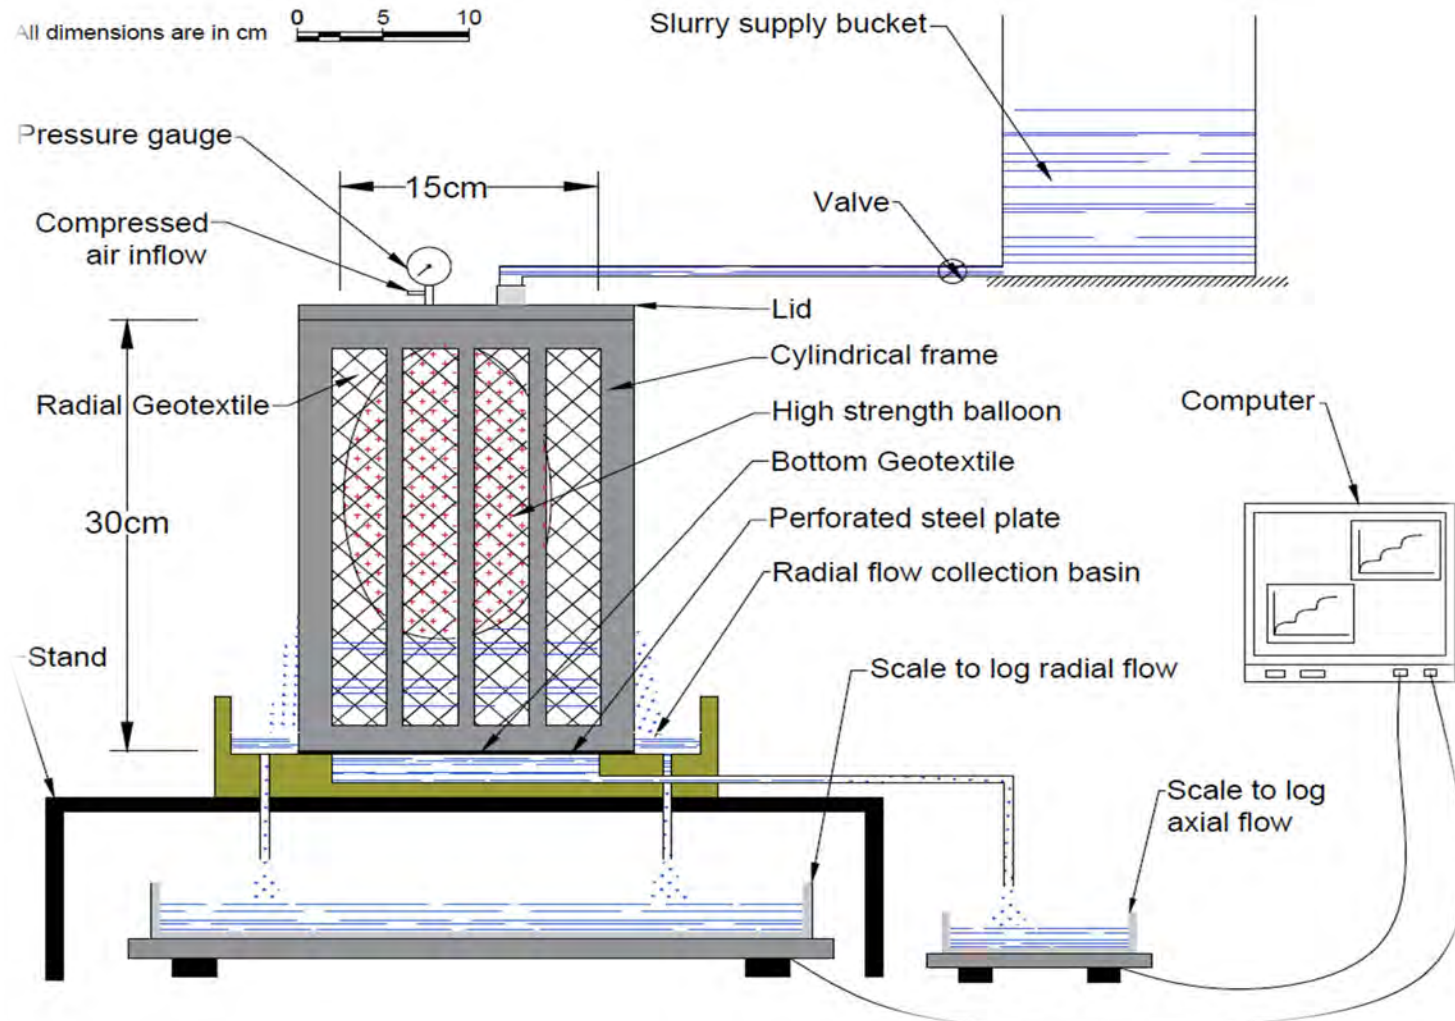 All dimensions are in cm
0 5 10
Slurry supply bucket
Pressure gauge
15cm
Valve
Compressed
air inflow
Lid
Cylindrical frame
Radial Geotextile
High strength balloon
Computer
Bottom Geotextile
30cm
Perforated steel plate
Radial flow collection basin
Stand
Scale to log radial flow
Scale to log
axial flow